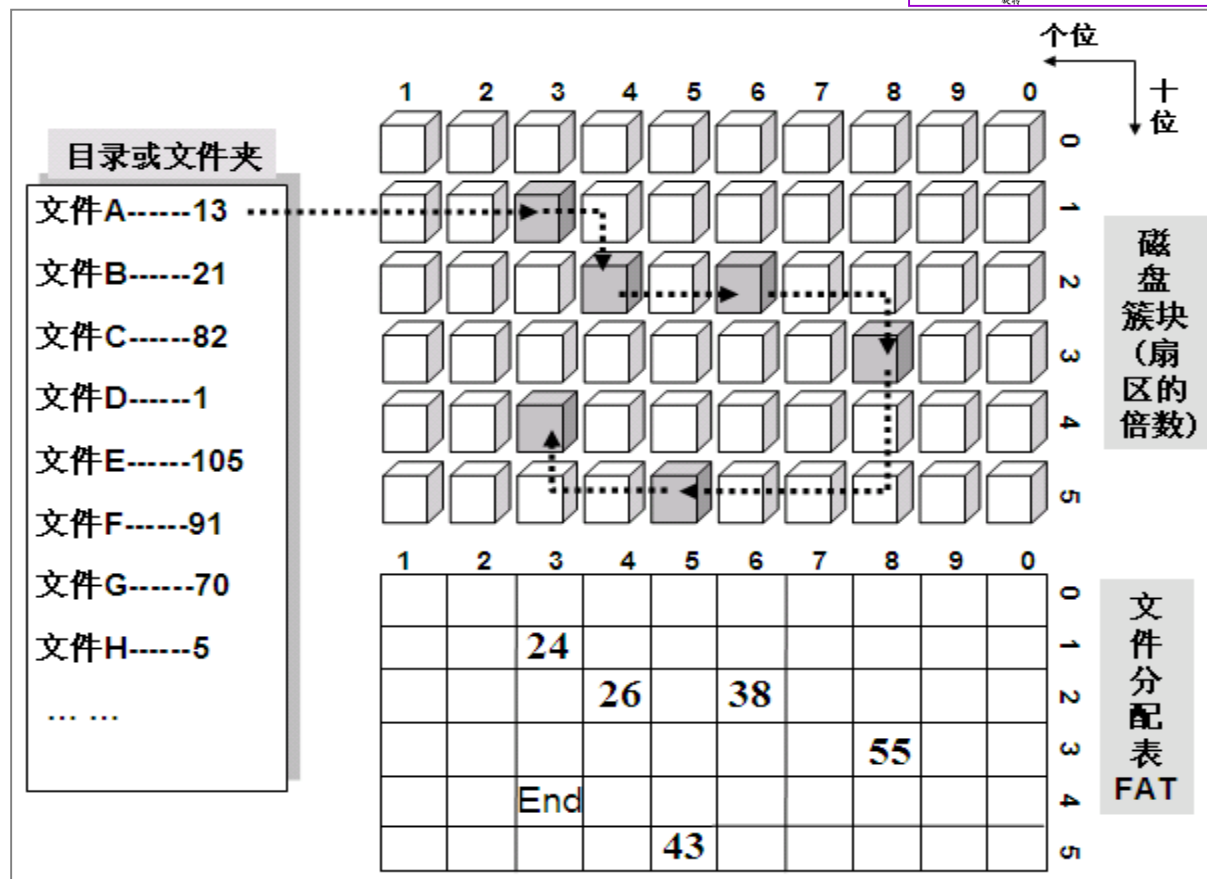 个位
十位
1 2 3 4 5 6 7 8 9 0
0
1
2
3
4
5
目录或文件夹
文件A------13
文件B------21
文件C------82
文件D------1
文件E------105
文件F------91
文件G------70
文件H------5
... ...
磁盘簇块(扇区的倍数)
1 2 3 4 5 6 7 8 9 0
0
24 1
26 38 2
55 3
End 4
43 5
文件分配表FAT